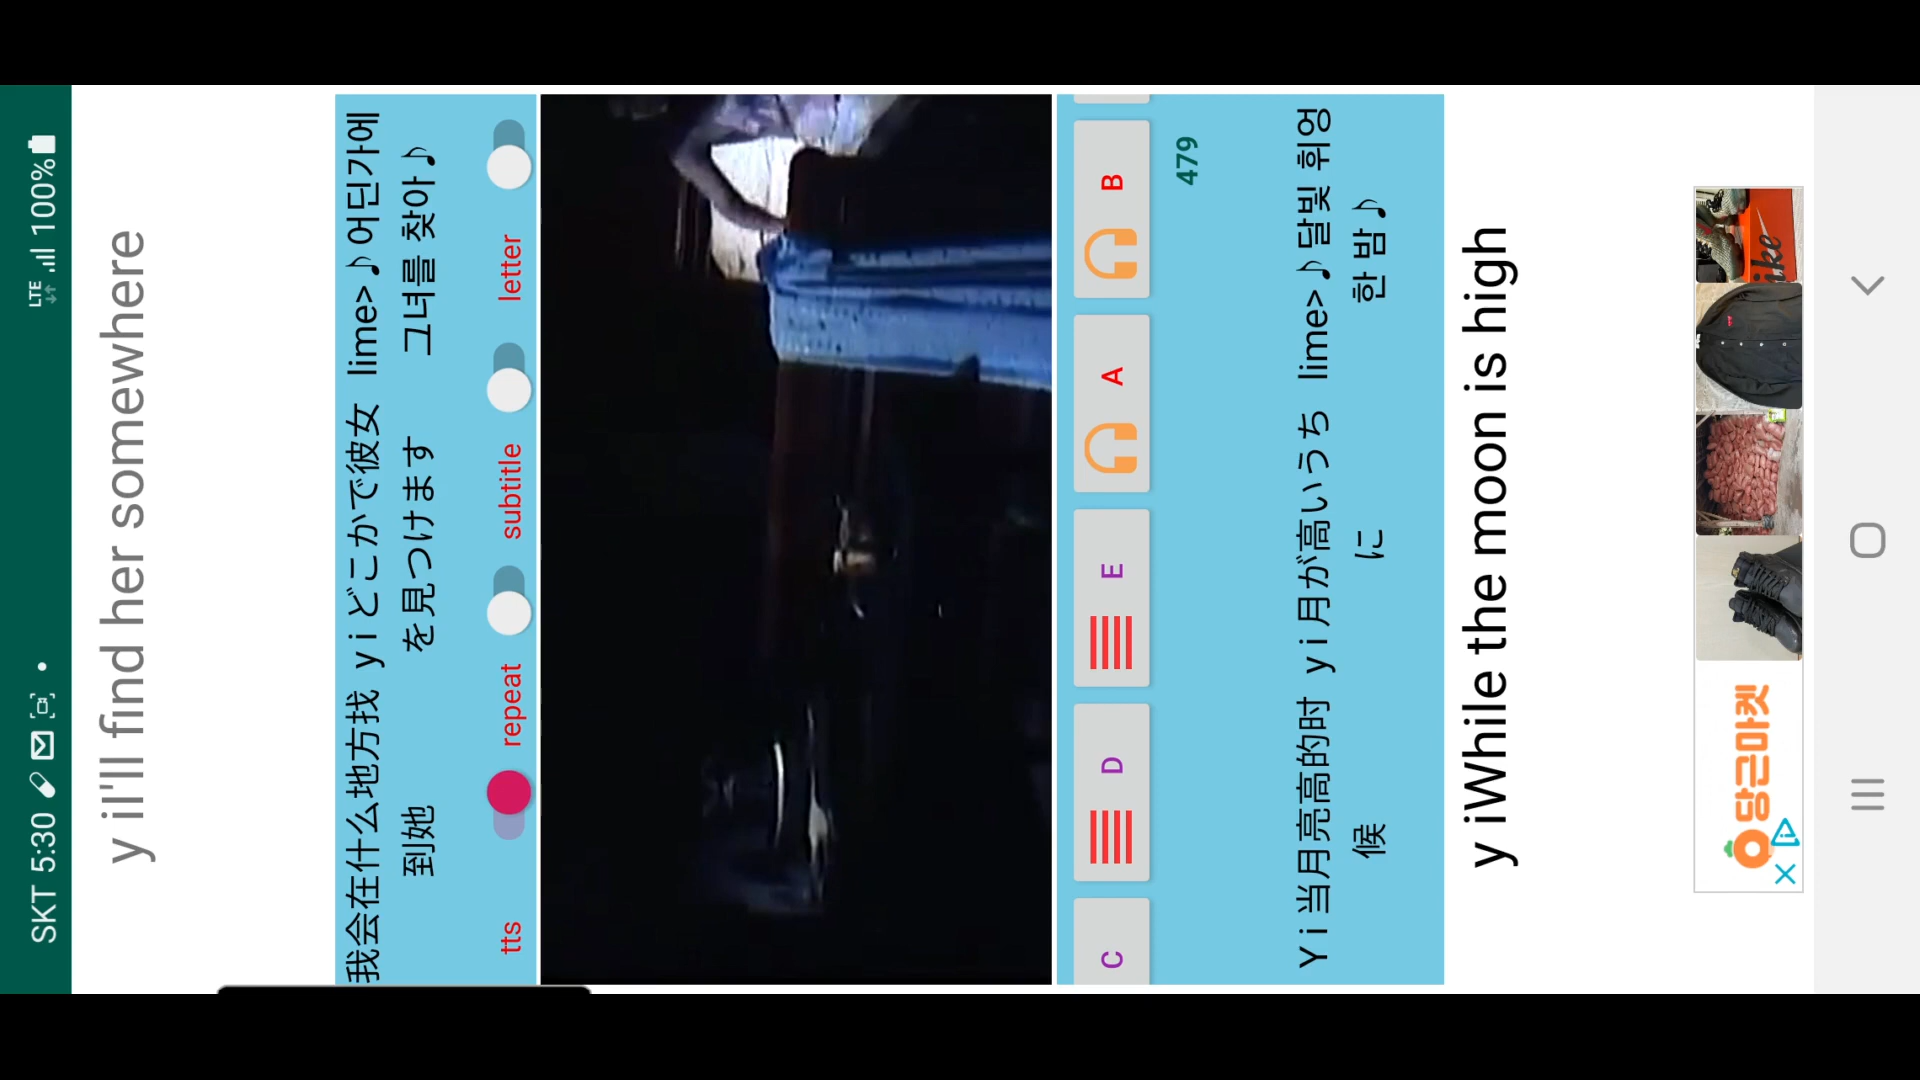 SKT 5:30 LTE 100%
y iI'll find her somewhere
我会在什么地方找 y i どこかで彼女 lime>♪어딘가에
到她 を見つけます 그녀를 찾아♪
tts repeat subtitle letter
C D E A B
479
Y i 当月亮高的时 y i 月が高いうち lime>♪달빛 휘엉
候 に 한 밤♪
y iWhile the moon is high
당근마켓